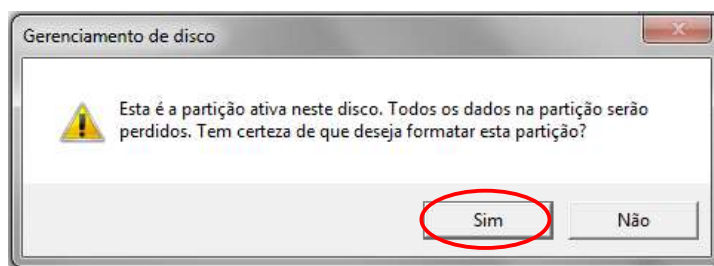 Gerenciamento de disco
Esta é a partição ativa neste disco. Todos os dados na partição serão
perdidos. Tem certeza de que deseja formatar esta partição?
Sim
Não